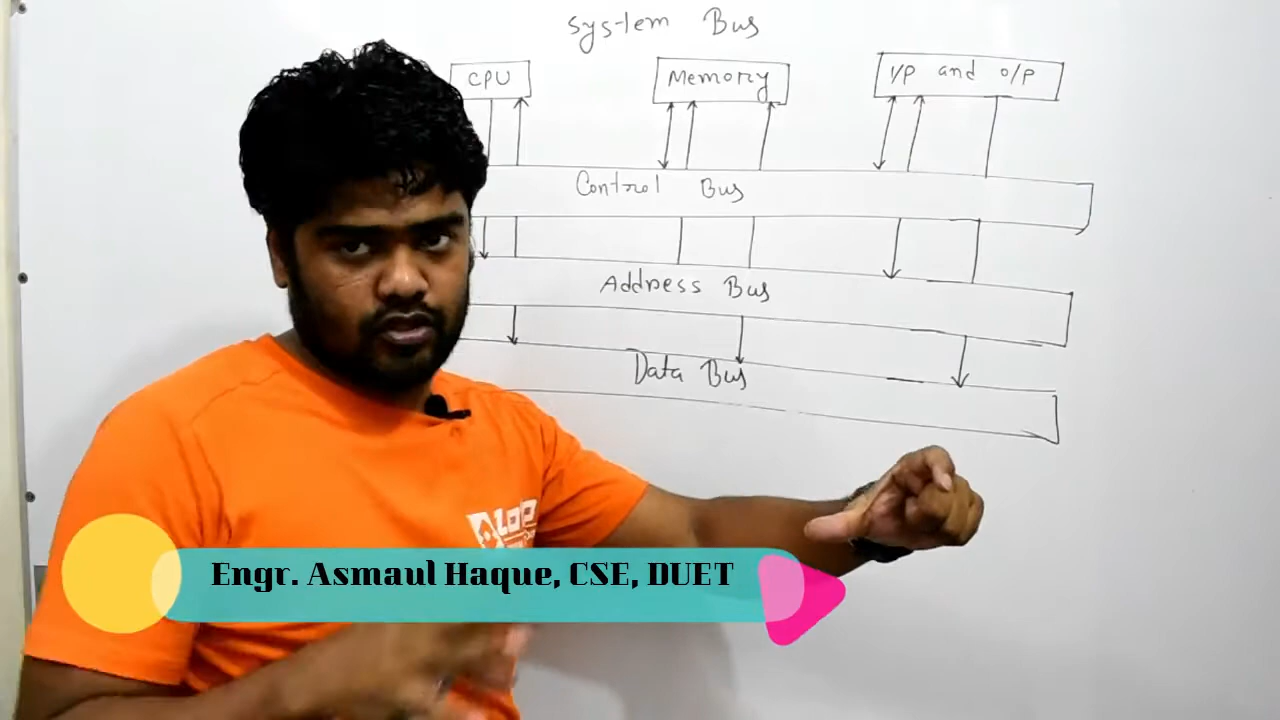 System Bus
CPU
Memory
I/P and O/P
Control Bus
Address Bus
Data Bus
Engr. Asmaul Haque, CSE, DUET